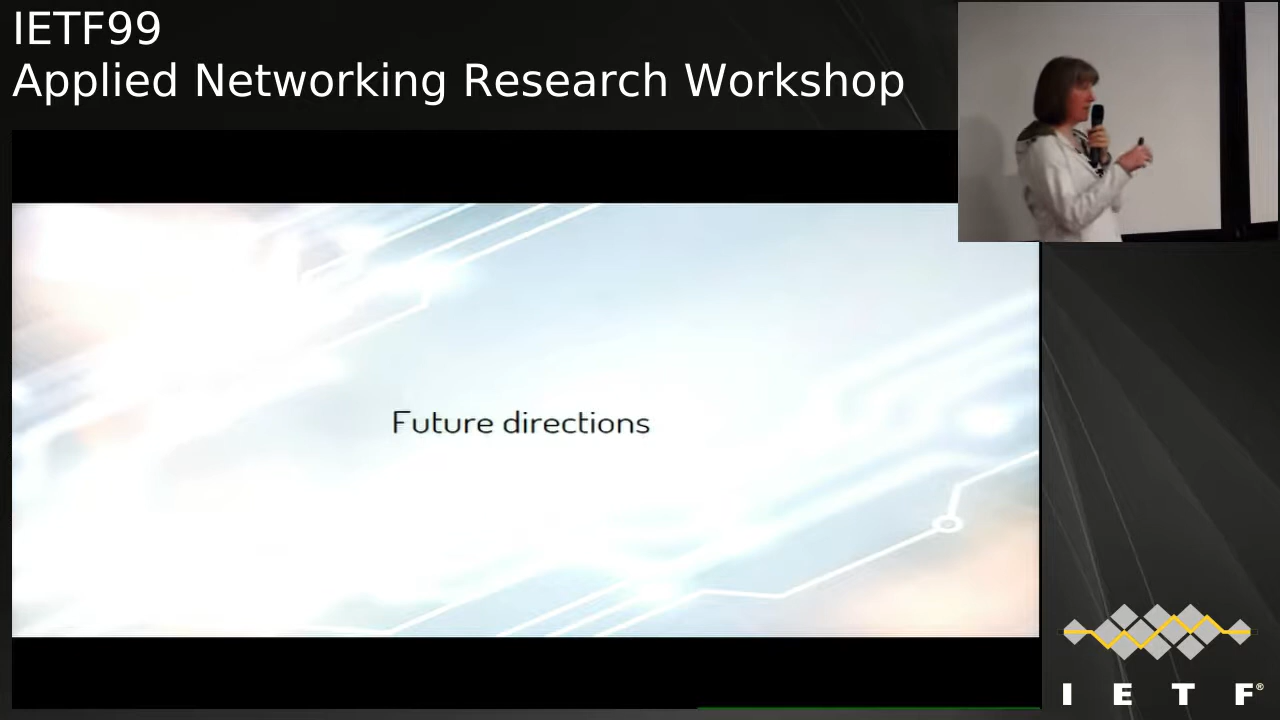 IETF99
Applied Networking Research Workshop
Future directions
I E T F®